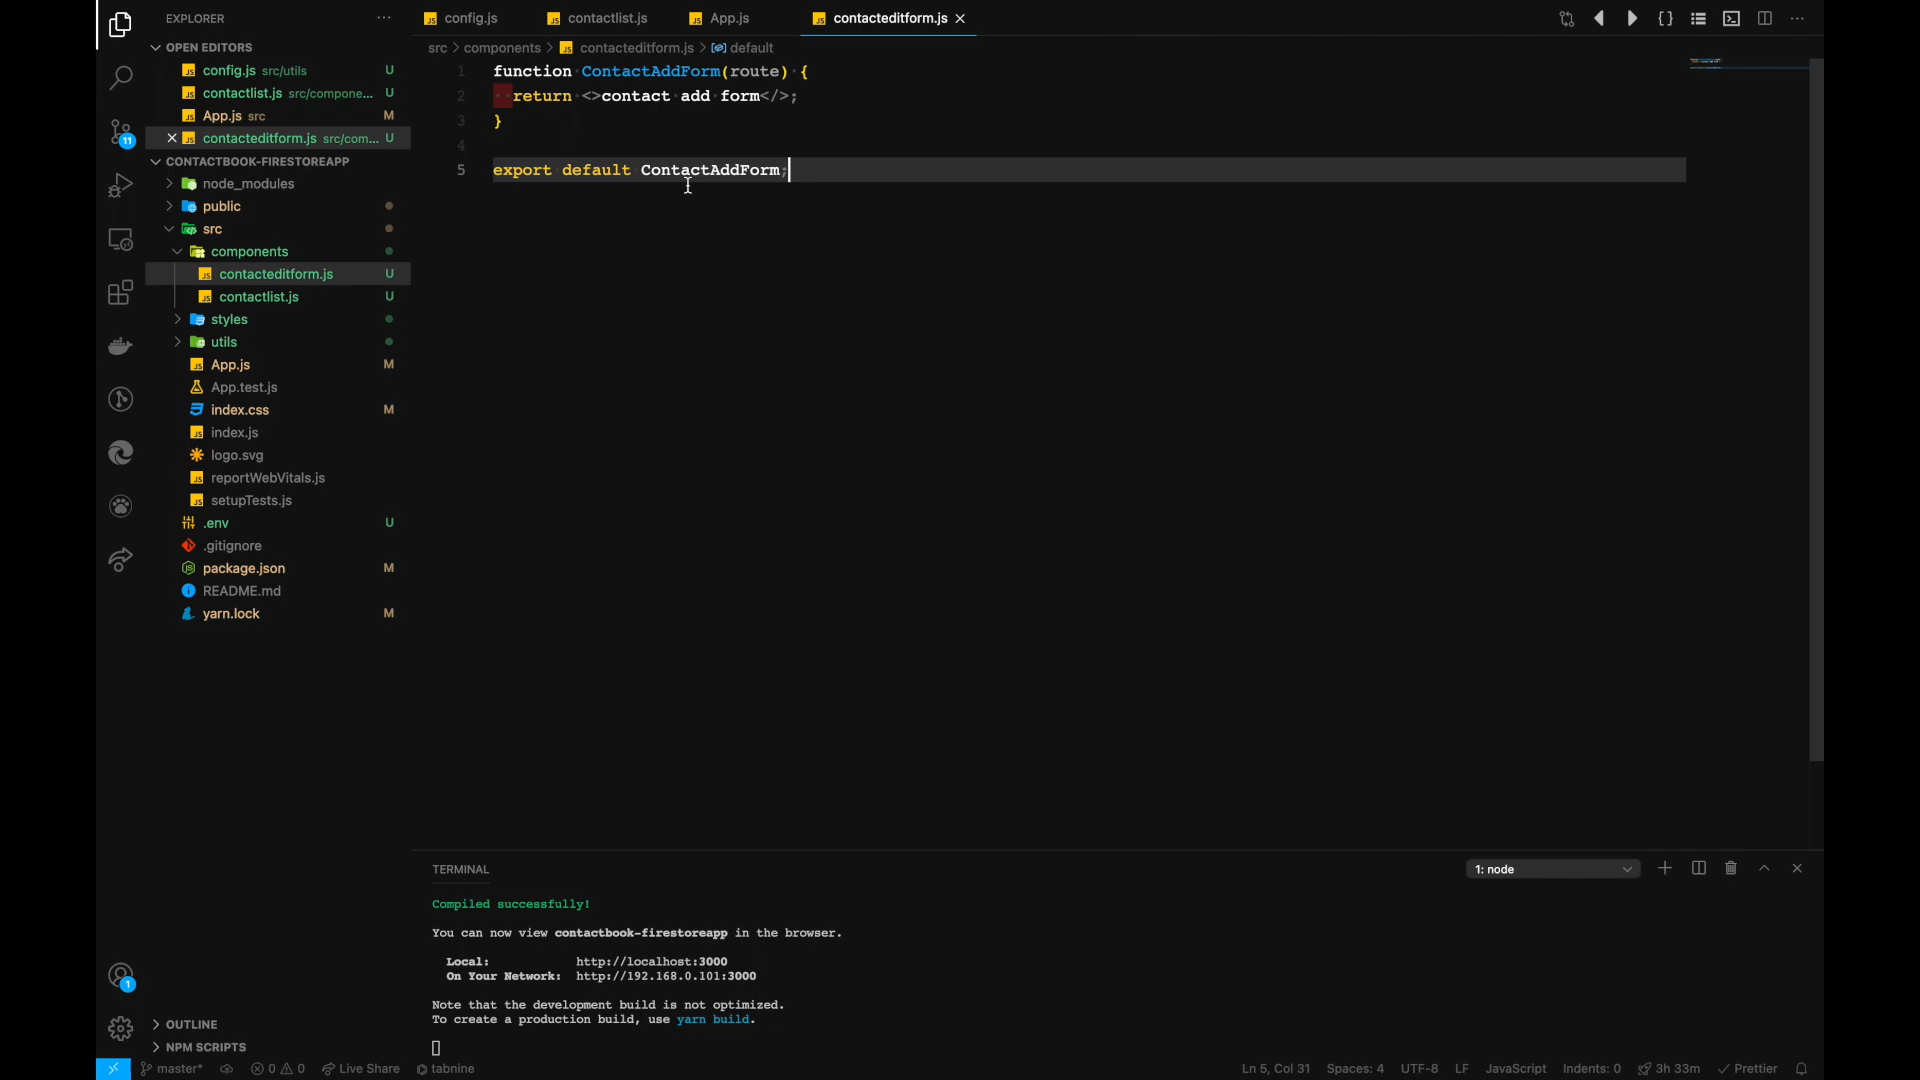 EXPLORER
OPEN EDITORS
config.js src/utils U
contactlist.js src/compone... U
App.js src M
contacteditform.js src/com... U
CONTACTBOOK-FIRESTOREAPP
node_modules
public
src
components
contacteditform.js U
contactlist.js U
styles
utils
App.js M
App.test.js
index.css M
index.js
logo.svg
reportWebVitals.js
setupTests.js
.env U
.gitignore
package.json M
README.md
yarn.lock M
OUTLINE
NPM SCRIPTS
11
1
config.js contactlist.js App.js contacteditform.js
src > components > contacteditform.js > default
1 function ContactAddForm(route) {
2 return <>contact add form</>;
3 }
4
5 export default ContactAddForm;
TERMINAL
1: node
Compiled successfully!
You can now view contactbook-firestoreapp in the browser.
Local: http://localhost:3000
On Your Network: http://192.168.0.101:3000
Note that the development build is not optimized.
To create a production build, use yarn build.
master* 0 0 Live Share tabnine Ln 5, Col 31 Spaces: 4 UTF-8 LF JavaScript Indents: 0 3h 33m Prettier